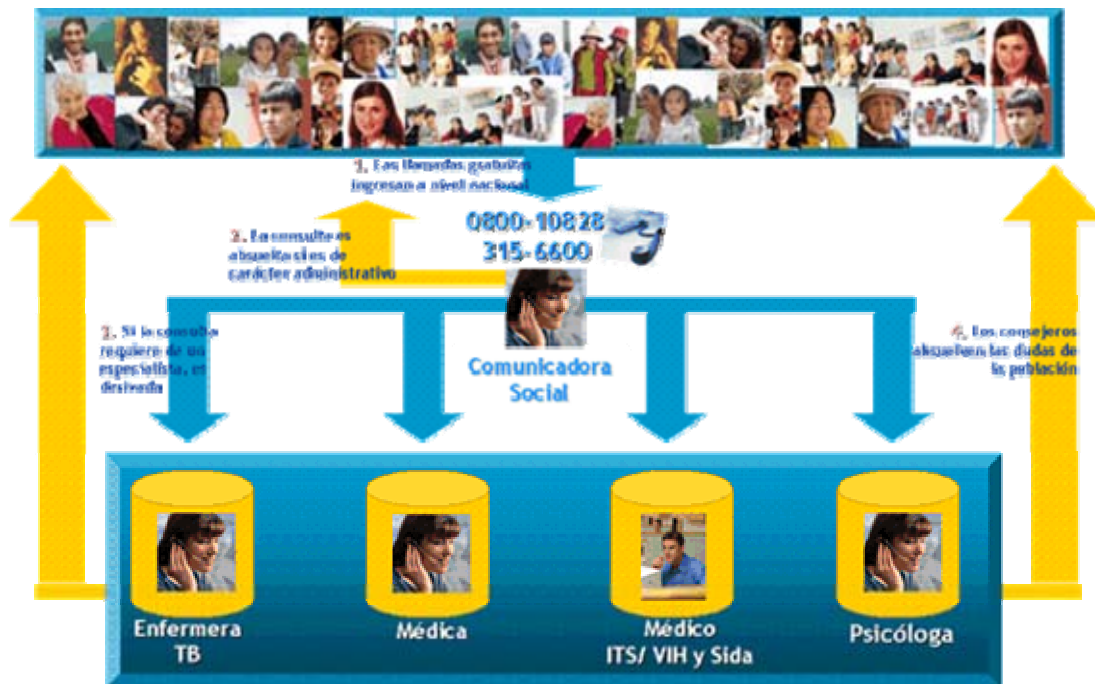 1. Las llamadas gratuitas
ingresan a nivel nacional
0800-10828
315-6600
2. La consulta es
absuelta si es de
carácter administrativo
Comunicadora
Social
3. Si la consulta
requiere de un
especialista, es
derivada
4. Los consejeros
absuelven las dudas de
la población
Enfermera
TB
Médica
Médico
ITS/ VIH y Sida
Psicóloga